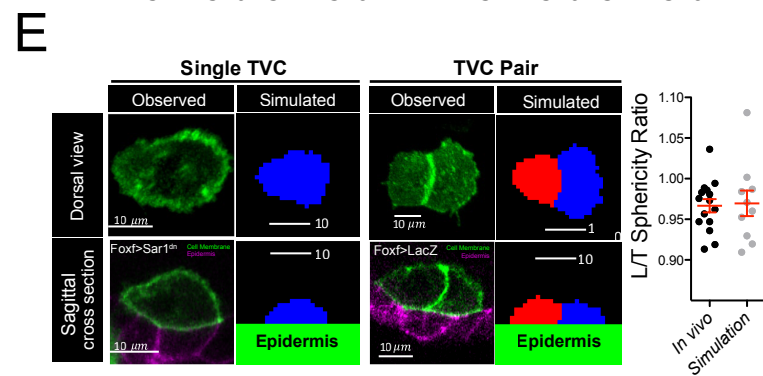 E
Single TVC
TVC Pair
Observed
Simulated
Observed
Simulated
Dorsal view
10 μm
10
10 μm
1
0
Sagittal
cross section
Foxf>Sar1dn
Cell Membrane
Epidermis
10 μm
10
Epidermis
Foxf>LacZ
Cell Membrane
Epidermis
10 μm
10
Epidermis
L/T Sphericity Ratio
1.10
1.05
1.00
0.95
0.90
In vivo
Simulation